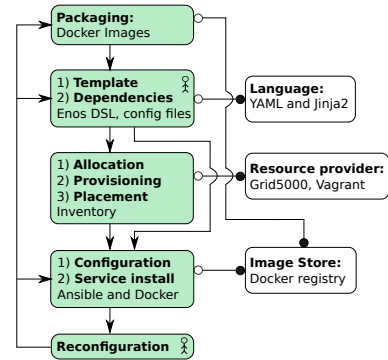 Packaging:
Docker Images
1) Template
2) Dependencies
Enos DSL, config files
Language:
YAML and Jinja2
1) Allocation
2) Provisioning
3) Placement
Inventory
Resource provider:
Grid5000, Vagrant
1) Configuration
2) Service install
Ansible and Docker
Image Store:
Docker registry
Reconfiguration